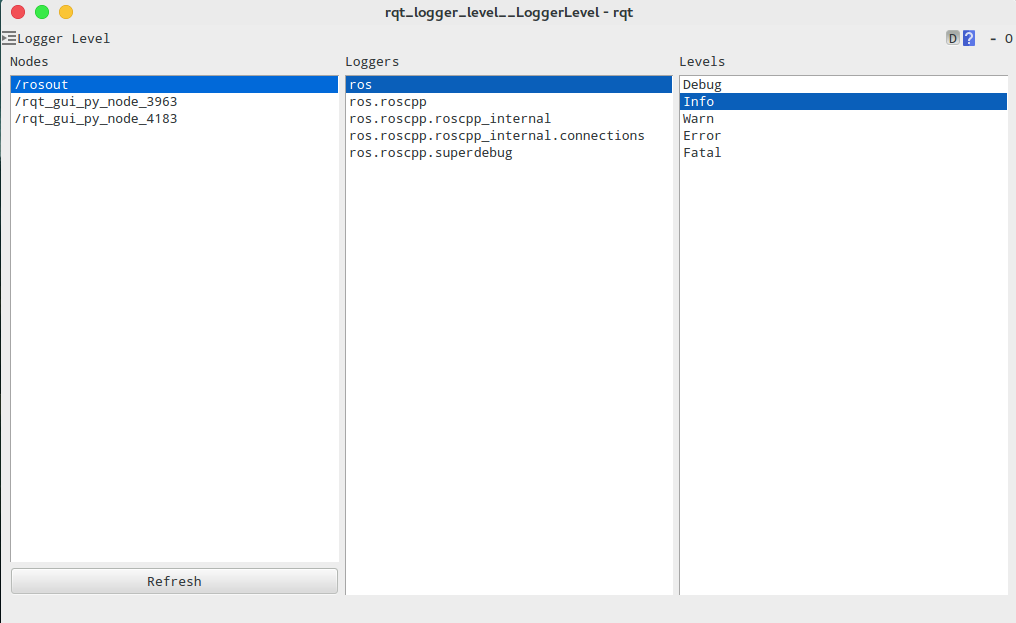 rqt_logger_level__LoggerLevel - rqt
Logger Level
D ? - O
Nodes
/rosout
/rqt_gui_py_node_3963
/rqt_gui_py_node_4183
Refresh
Loggers
ros
ros.roscpp
ros.roscpp.roscpp_internal
ros.roscpp.roscpp_internal.connections
ros.roscpp.superdebug
Levels
Debug
Info
Warn
Error
Fatal